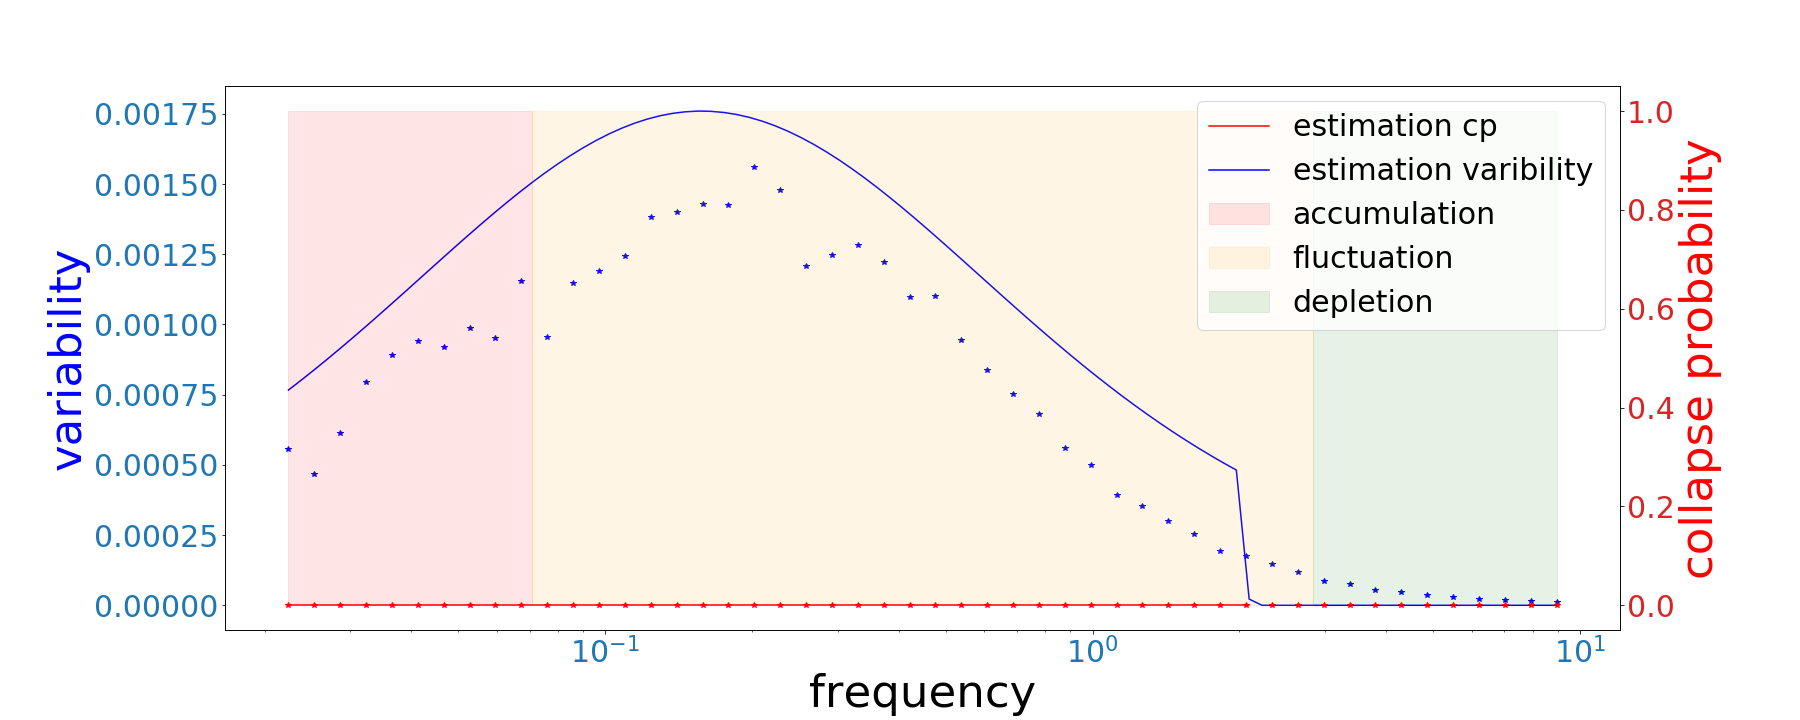 0.00175
0.00150
0.00125
0.00100
0.00075
0.00050
0.00025
0.00000
variability
estimation cp
estimation varibility
accumulation
fluctuation
depletion
1.0
0.8
0.6
0.4
0.2
0.0
collapse probability
10⁻¹
10⁰
10¹
frequency